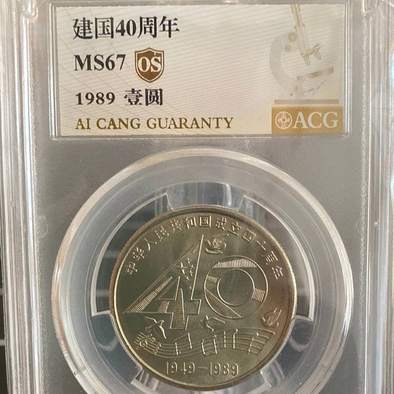 建国40周年
MS67 OS
1989 壹圆
AI CANG GUARANTY ACG
中华人民共和国成立四十周年
40
1949-1989